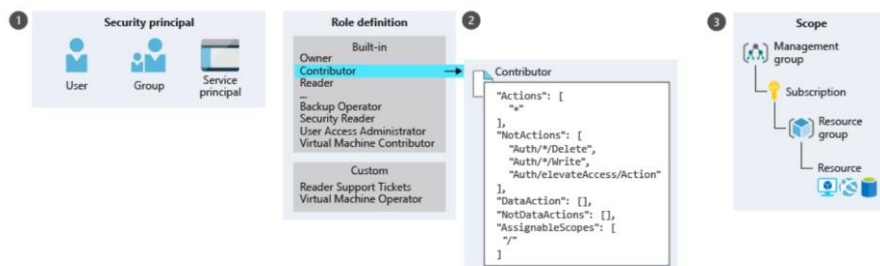 1
Security principal
User
Group
Service
principal
Role definition
Built-in
Owner
Contributor
Reader
...
Backup Operator
Security Reader
User Access Administrator
Virtual Machine Contributor
Custom
Reader Support Tickets
Virtual Machine Operator
2
Contributor
"Actions": [
"*"
],
"NotActions": [
"Auth/*/Delete",
"Auth/*/Write",
"Auth/elevateAccess/Action"
],
"DataAction": [],
"NotDataActions": [],
"AssignableScopes": [
"/"
]
3
Scope
Management
group
Subscription
Resource
group
Resource